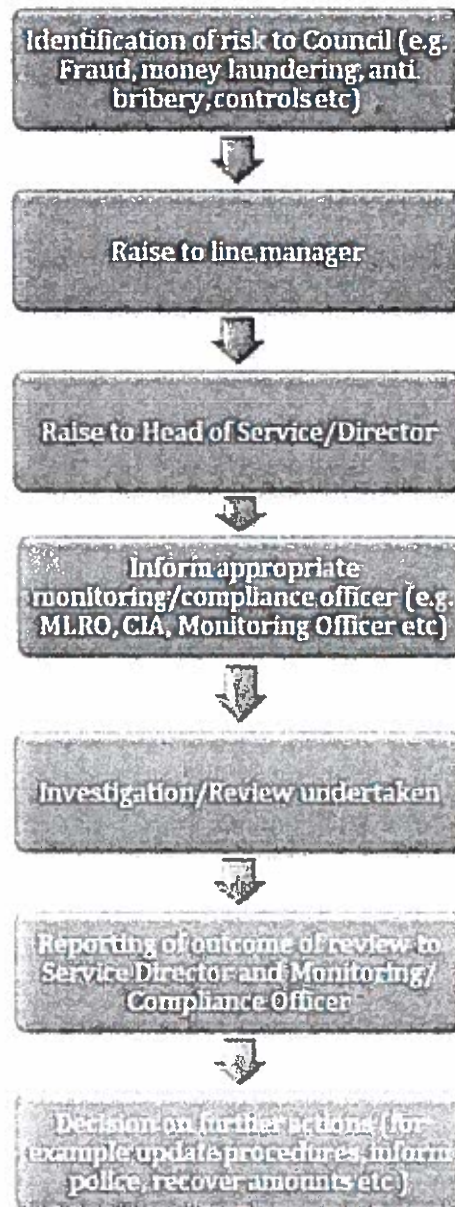 Identification of risk to Council (e.g.
Fraud, money laundering, anti
bribery, controls etc)
Raise to line manager
Raise to Head of Service/Director
Inform appropriate
monitoring/compliance officer (e.g.
MLRO, CIA, Monitoring Officer etc)
Investigation/Review undertaken
Reporting of outcome of review to
Service Director and Monitoring/
Compliance Officer
Decision on further actions (for
example update procedures, inform
police, recover amounts etc.)